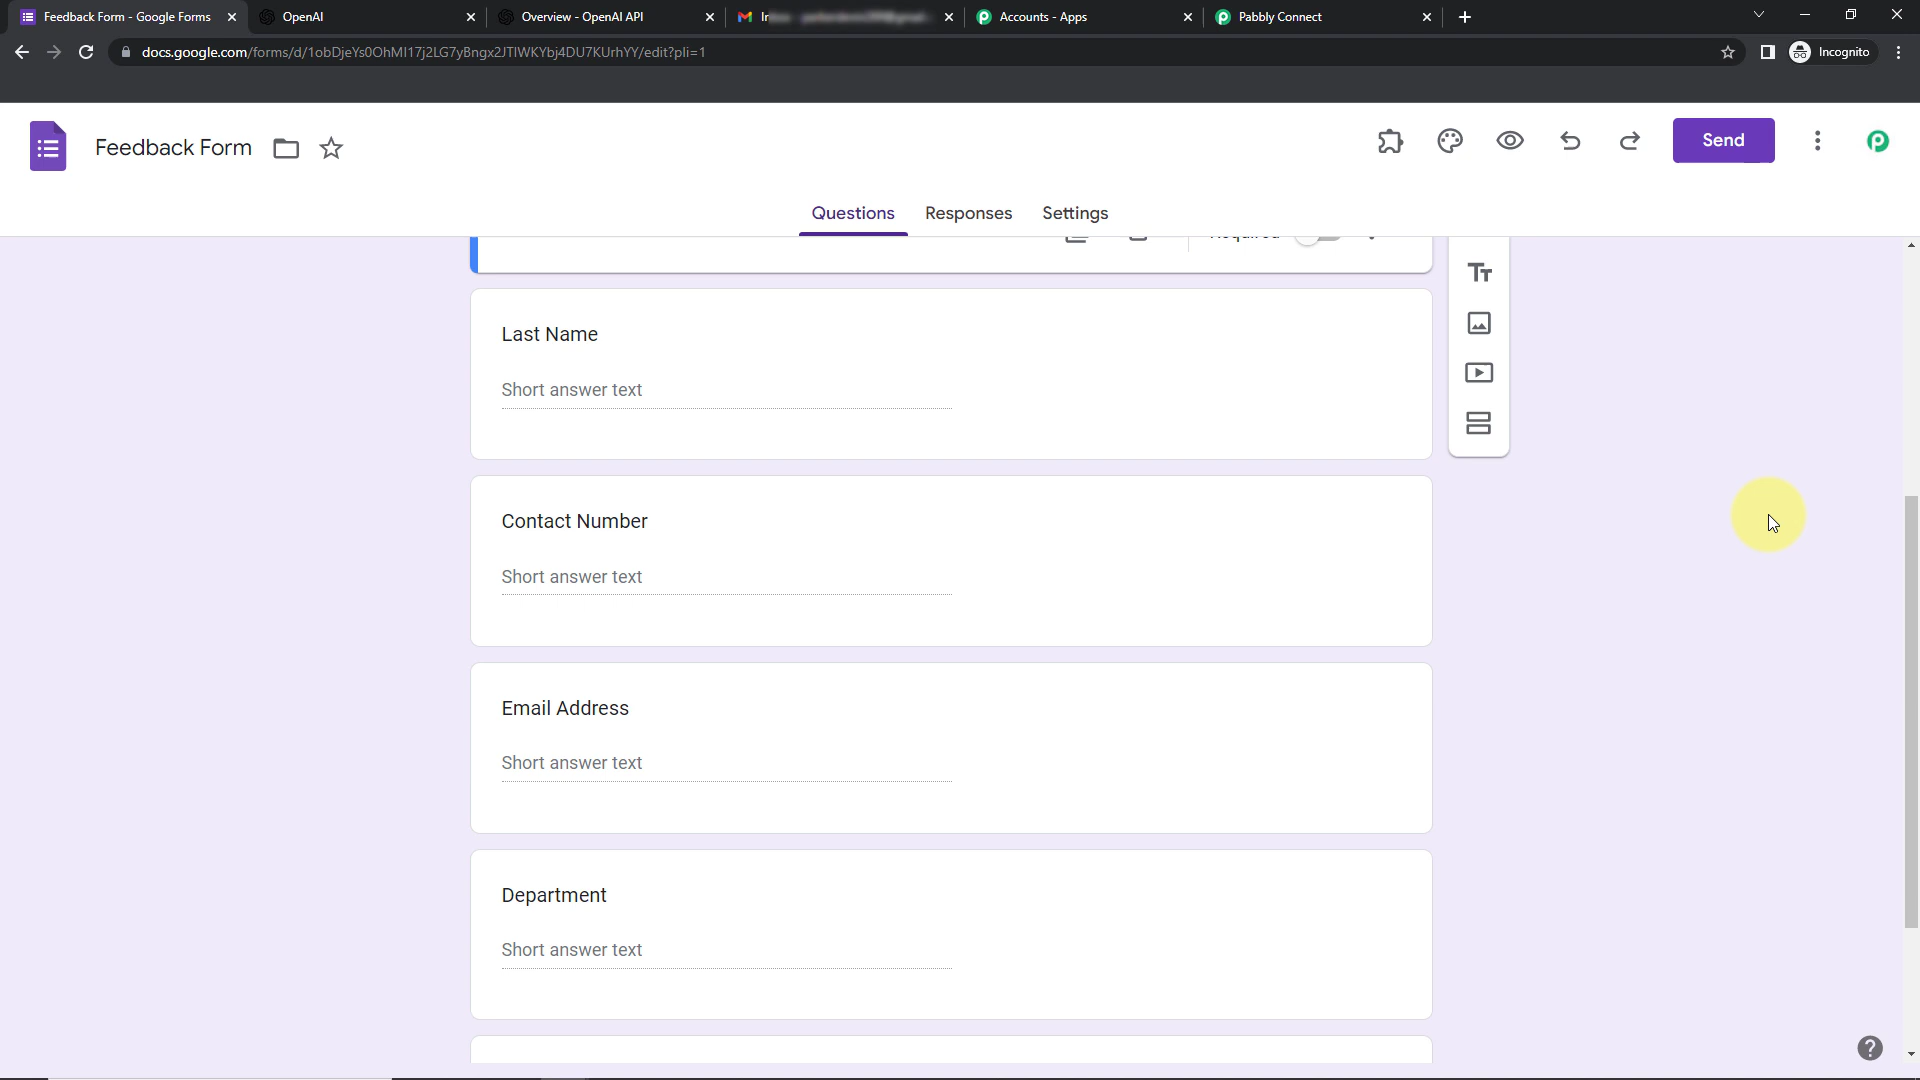 Feedback Form - Google Forms
OpenAI
Overview - OpenAI API
Accounts - Apps
Pabbly Connect
docs.google.com/forms/d/1obDjeYs0OhMI17j2LG7yBngx2JTIWKYbj4DU7KUrhYY/edit?pli=1
Incognito
Feedback Form
Send
Questions
Responses
Settings
Required
Last Name
Short answer text
Contact Number
Short answer text
Email Address
Short answer text
Department
Short answer text